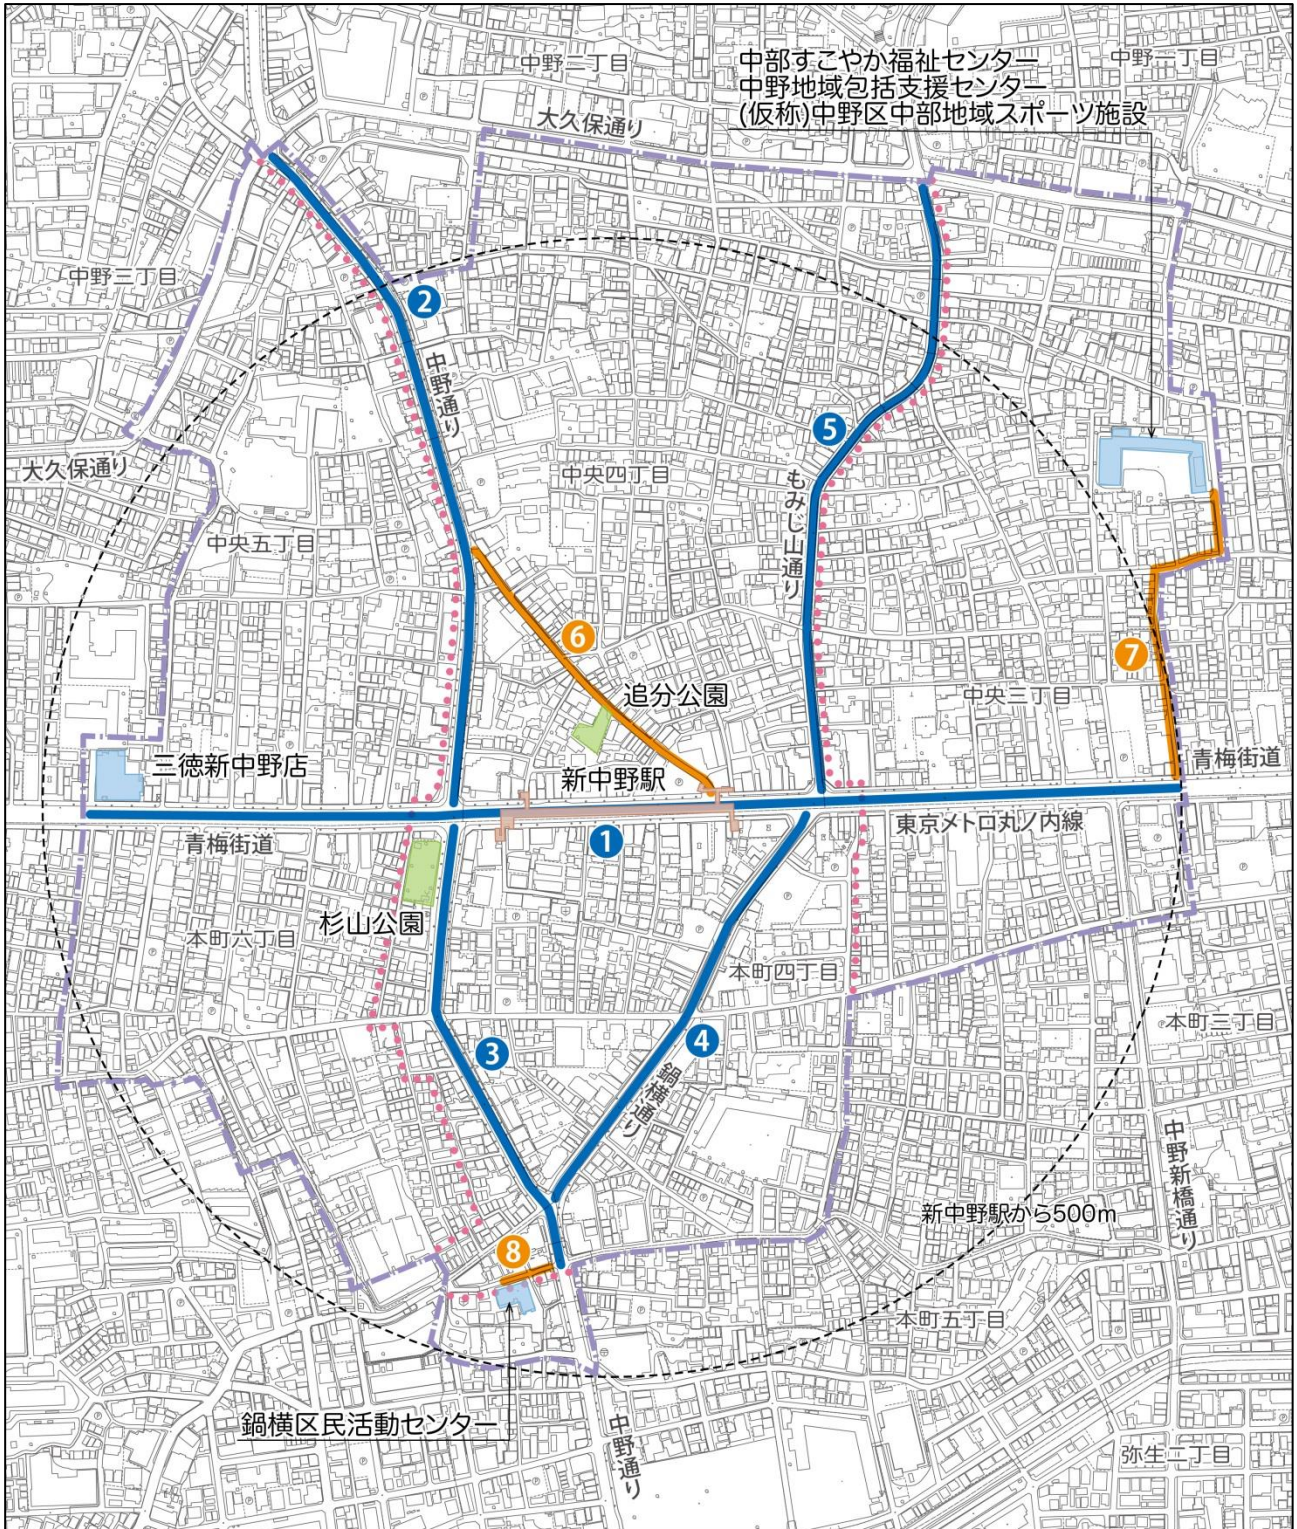 中野二丁目
中部すこやか福祉センター
中野地域包括支援センター
(仮称)中野区中部地域スポーツ施設
中野一丁目
大久保通り
中野三丁目
2
中野通り
大久保通り
中央四丁目
5
もみじ山通り
中央五丁目
6
追分公園
7
中央三丁目
三徳新中野店
新中野駅
青梅街道
青梅街道
1
東京メトロ丸ノ内線
杉山公園
本町六丁目
本町四丁目
本町三丁目
3
4
鍋横通り
中野新橋通り
新中野駅から500m
8
本町五丁目
鍋横区民活動センター
中野通り
弥生二丁目